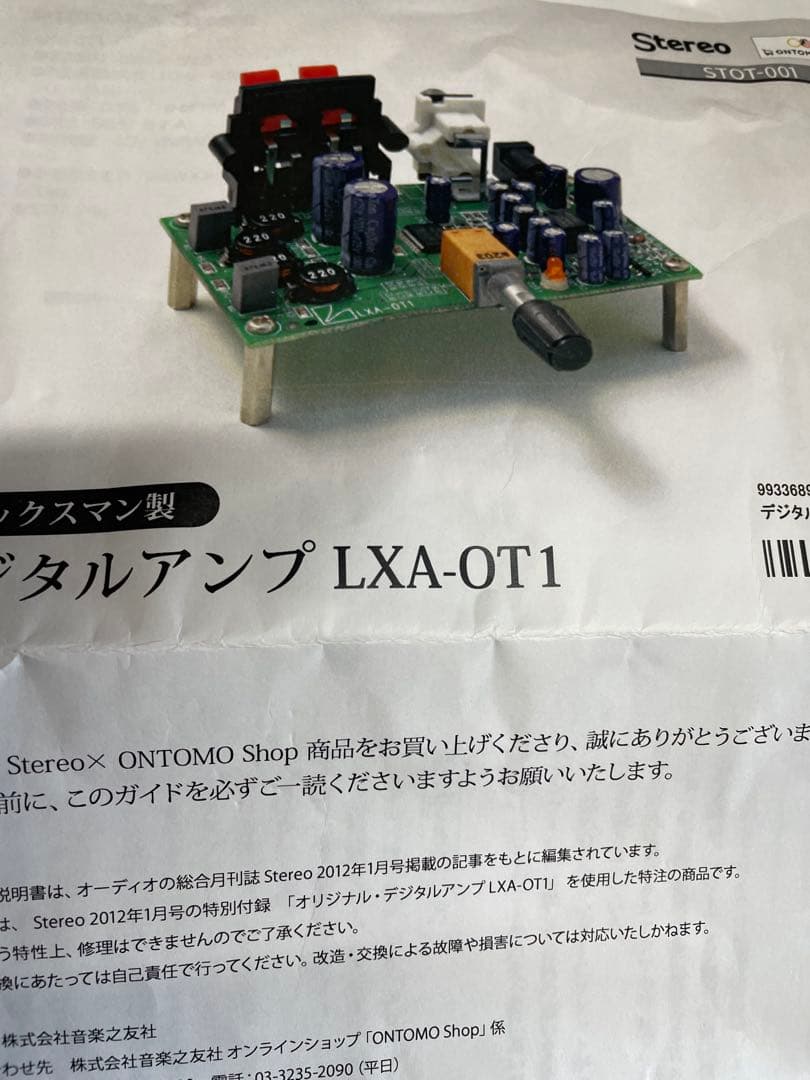 Stereo
ONTOMO
STOT-001
220
220
220
LXA-OT1
ックスマン製
デジタルアンプ LXA-OT1
9933689
デジタル
Stereo× ONTOMO Shop 商品をお買い上げくださり、誠にありがとうございま
前に、このガイドを必ずご一読くださいますようお願いいたします。
説明書は、オーディオの総合月刊誌 Stereo 2012年1月号掲載の記事をもとに編集されています。
は、 Stereo 2012年1月号の特別付録 「オリジナル・デジタルアンプ LXA-OT1」 を使用した特注の商品です。
う特性上、修理はできませんのでご了承ください。
換にあたっては自己責任で行ってください。改造・交換による故障や損害については対応いたしかねます。
株式会社音楽之友社
わせ先 株式会社音楽之友社 オンラインショップ「ONTOMO Shop」係
電話：03-3235-2090（平日）